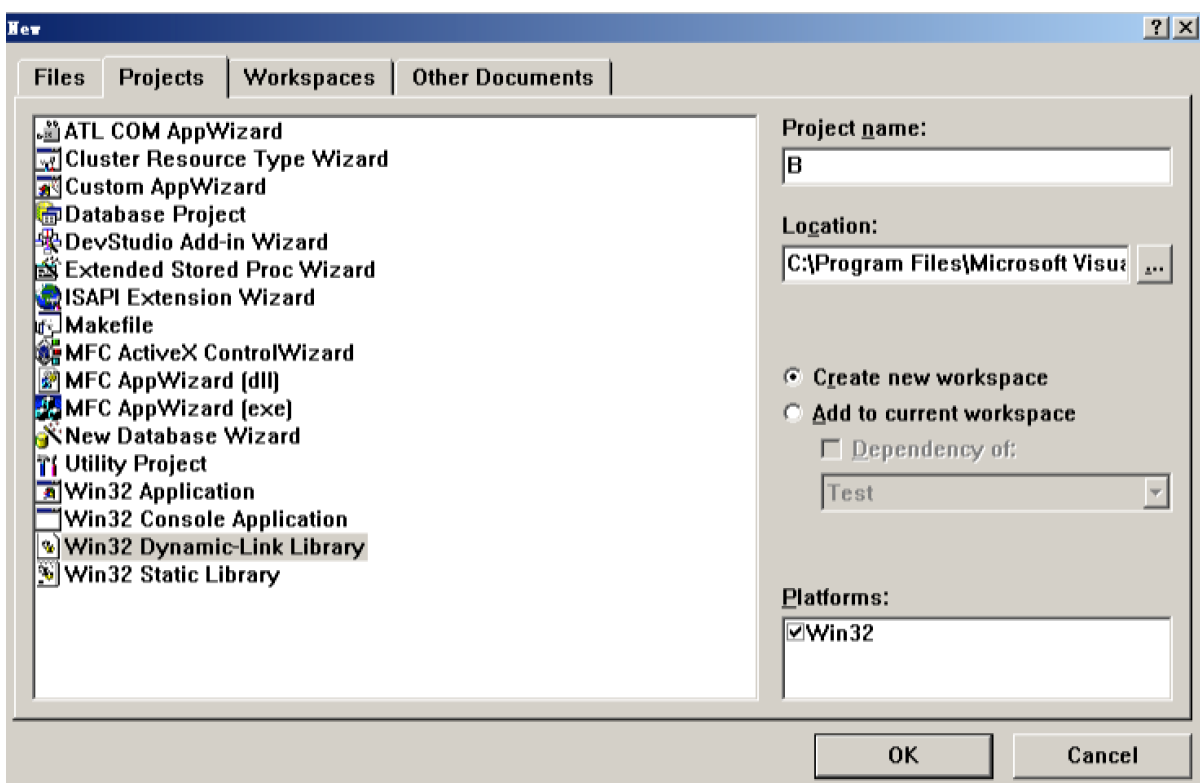 New
Files
Projects
Workspaces
Other Documents
ATL COM AppWizard
Cluster Resource Type Wizard
Custom AppWizard
Database Project
DevStudio Add-in Wizard
Extended Stored Proc Wizard
ISAPI Extension Wizard
Makefile
MFC ActiveX ControlWizard
MFC AppWizard (dll)
MFC AppWizard (exe)
New Database Wizard
Utility Project
Win32 Application
Win32 Console Application
Win32 Dynamic-Link Library
Win32 Static Library
Project name:
B
Location:
C:\Program Files\Microsoft Visua
...
Create new workspace
Add to current workspace
Dependency of:
Test
Platforms:
Win32
OK
Cancel